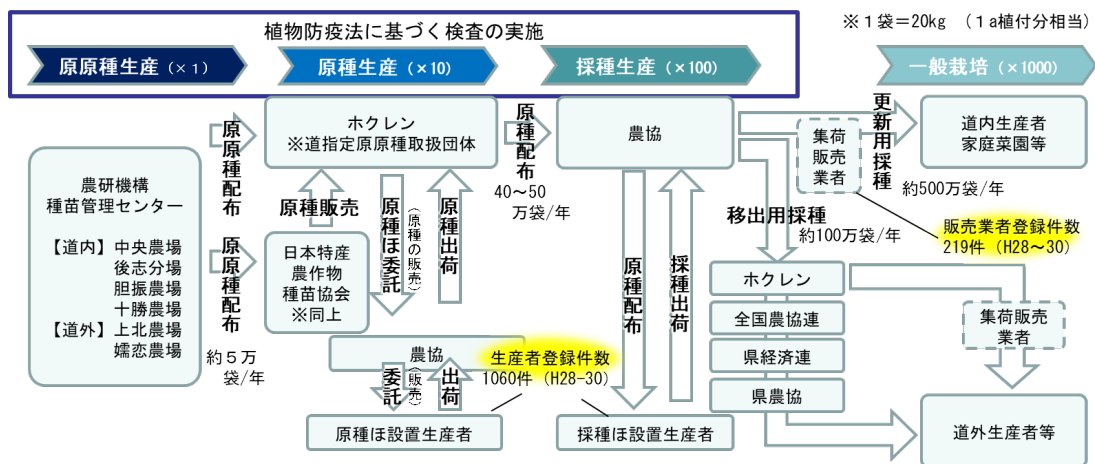 植物防疫法に基づく検査の実施
※１袋＝20kg （１a植付分相当）
原原種生産（×１）
原種生産（×10）
採種生産（×100）
一般栽培（×1000）
農研機構
種苗管理センター
【道内】中央農場
後志分場
胆振農場
十勝農場
【道外】上北農場
嬬恋農場
原原種配布
原原種配布
約５万
袋/年
ホクレン
※道指定原原種取扱団体
原種販売
日本特産
農作物
種苗協会
※同上
原種ほ委託
（原種の販売）
原種出荷
農協
委託
（販売）
出荷
原種ほ設置生産者
生産者登録件数
1060件（H28-30）
原種配布
40～50
万袋/年
農協
原種配布
採種出荷
採種ほ設置生産者
集荷
販売
業者
更新用採種
約500万袋/年
道内生産者
家庭菜園等
移出用採種
約100万袋/年
販売業者登録件数
219件（H28～30）
ホクレン
全国農協連
県経済連
県農協
集荷販売
業者
道外生産者等